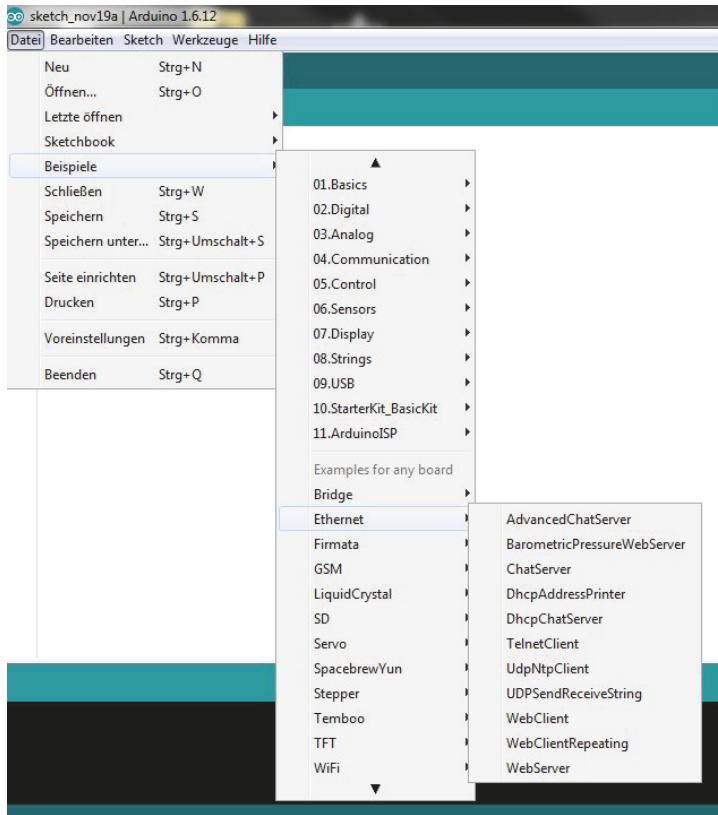 sketch_nov19a | Arduino 1.6.12
Datei Bearbeiten Sketch Werkzeuge Hilfe
Neu Strg+N
Öffnen... Strg+O
Letzte öffnen
Sketchbook
Beispiele
Schließen Strg+W
Speichern Strg+S
Speichern unter... Strg+Umschalt+S
Seite einrichten Strg+Umschalt+P
Drucken Strg+P
Voreinstellungen Strg+Komma
Beenden Strg+Q
01.Basics
02.Digital
03.Analog
04.Communication
05.Control
06.Sensors
07.Display
08.Strings
09.USB
10.StarterKit_BasicKit
11.ArduinoISP
Examples for any board
Bridge
Ethernet
Firmata
GSM
LiquidCrystal
SD
Servo
SpacebrewYun
Stepper
Temboo
TFT
WiFi
AdvancedChatServer
BarometricPressureWebServer
ChatServer
DhcpAddressPrinter
DhcpChatServer
TelnetClient
UdpNtpClient
UDPSendReceiveString
WebClient
WebClientRepeating
WebServer